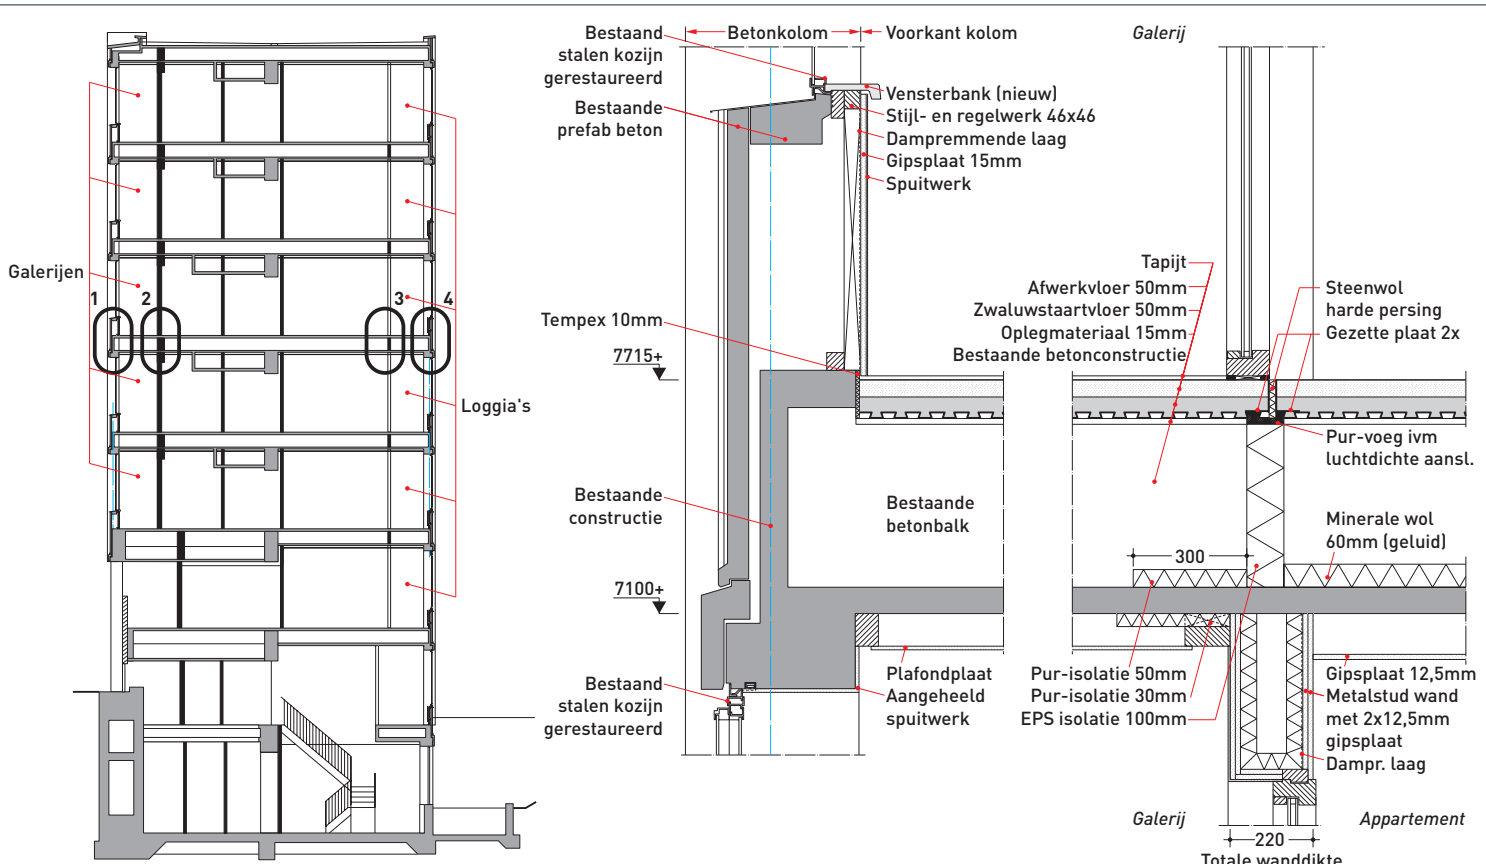 Galerijen
1
2
3
4
Loggia's
Bestaand
stalen kozijn
gerestaureerd
Bestaande
prefab beton
Betonkolom
Voorkant kolom
Vensterbank (nieuw)
Stijl- en regelwerk 46x46
Dampremmende laag
Gipsplaat 15mm
Spuitwerk
Tempex 10mm
7715+
Bestaande
constructie
7100+
Bestaand
stalen kozijn
gerestaureerd
Bestaande
betonbalk
Plafondplaat
Aangeheeld
spuitwerk
Galerij
Tapijt
Afwerkvloer 50mm
Zwaluwstaartvloer 50mm
Oplegmateriaal 15mm
Bestaande betonconstructie
Steenwol
harde persing
Gezette plaat 2x
Pur-voeg ivm
luchtdichte aansl.
Minerale wol
60mm (geluid)
300
Pur-isolatie 50mm
Pur-isolatie 30mm
EPS isolatie 100mm
Gipsplaat 12,5mm
Metalstud wand
met 2x12,5mm
gipsplaat
Dampr. laag
Galerij
Appartement
220
Totale wanddikte